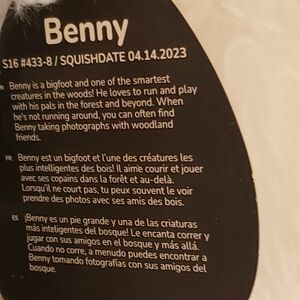 Benny
S16 #433-8 / SQUISHDATE 04.14.2023
EN Benny is a bigfoot and one of the smartest
creatures in the woods! He loves to run and play
with his pals in the forest and beyond. When
he's not running around, you can often find
Benny taking photographs with woodland
friends.
FR Benny est un bigfoot et l'une des créatures les
plus intelligentes des bois! Il aime courir et jouer
avec ses copains dans la forêt et au-delà.
Lorsqu'il ne court pas, tu peux souvent le voir
prendre des photos avec ses amis des bois.
ES ¡Benny es un pie grande y una de las criaturas
más inteligentes del bosque! Le encanta correr y
jugar con sus amigos en el bosque y más allá.
Cuando no corre, a menudo puedes encontrar a
Benny tomando fotografías con sus amigos del
bosque.